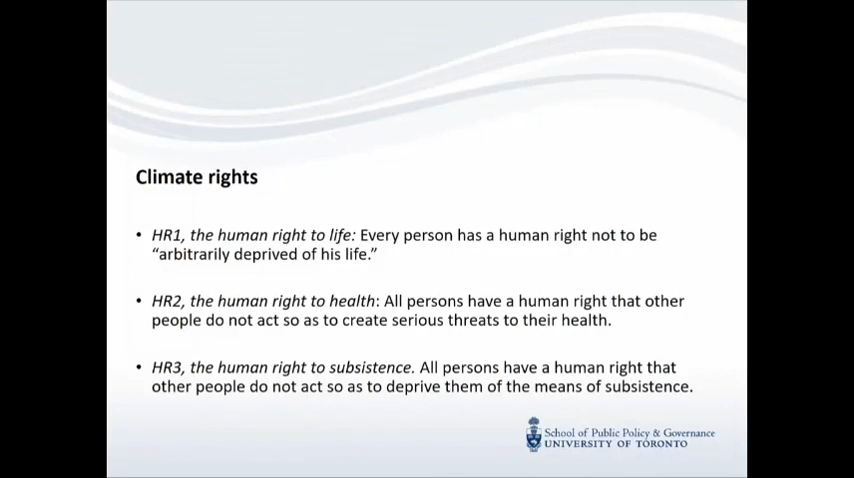 Climate rights
• HR1, the human right to life: Every person has a human right not to be
“arbitrarily deprived of his life.”
• HR2, the human right to health: All persons have a human right that other
people do not act so as to create serious threats to their health.
• HR3, the human right to subsistence. All persons have a human right that
other people do not act so as to deprive them of the means of subsistence.
School of Public Policy & Governance
UNIVERSITY OF TORONTO